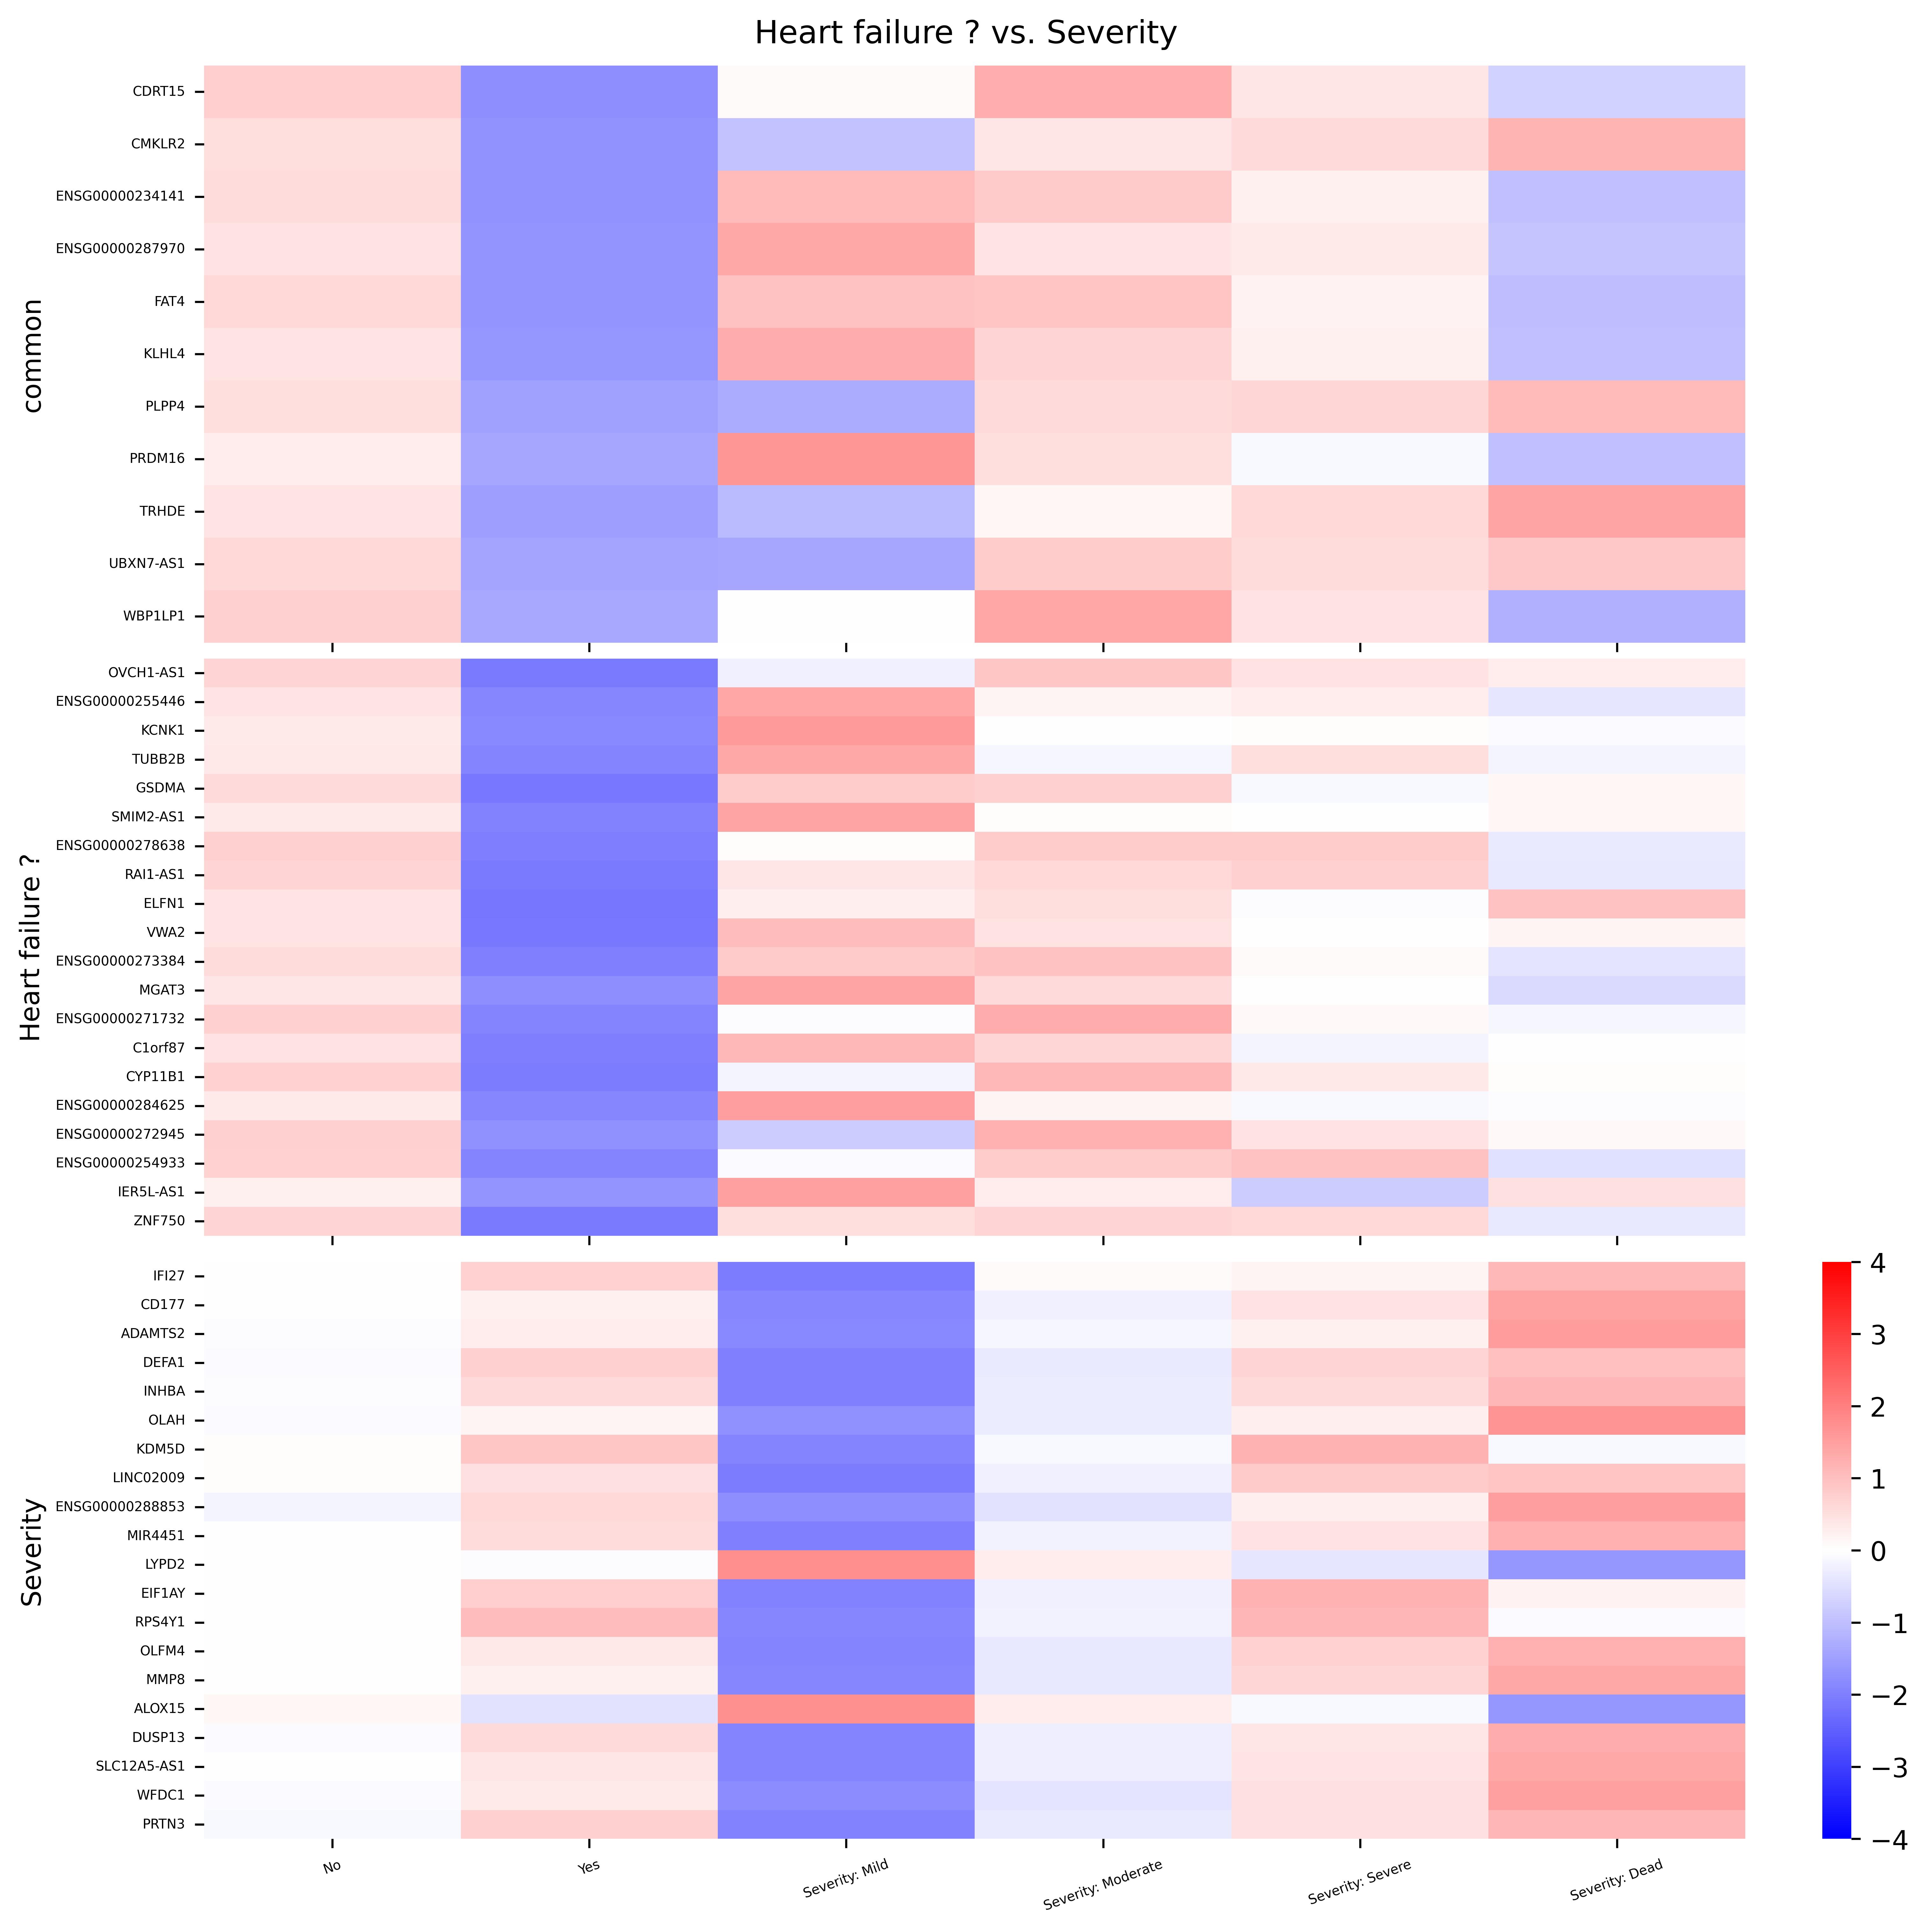 Heart failure ? vs. Severity
common
CDRT15
CMKLR2
ENSG00000234141
ENSG00000287970
FAT4
KLHL4
PLPP4
PRDM16
TRHDE
UBXN7-AS1
WBP1LP1
Heart failure ?
OVCH1-AS1
ENSG00000255446
KCNK1
TUBB2B
GSDMA
SMIM2-AS1
ENSG00000278638
RAI1-AS1
ELFN1
VWA2
ENSG00000273384
MGAT3
ENSG00000271732
C1orf87
CYP11B1
ENSG00000284625
ENSG00000272945
ENSG00000254933
IER5L-AS1
ZNF750
Severity
IFI27
CD177
ADAMTS2
DEFA1
INHBA
OLAH
KDM5D
LINC02009
ENSG00000288853
MIR4451
LYPD2
EIF1AY
RPS4Y1
OLFM4
MMP8
ALOX15
DUSP13
SLC12A5-AS1
WFDC1
PRTN3
No
Yes
Severity: Mild
Severity: Moderate
Severity: Severe
Severity: Dead
4
3
2
1
0
−1
−2
−3
−4